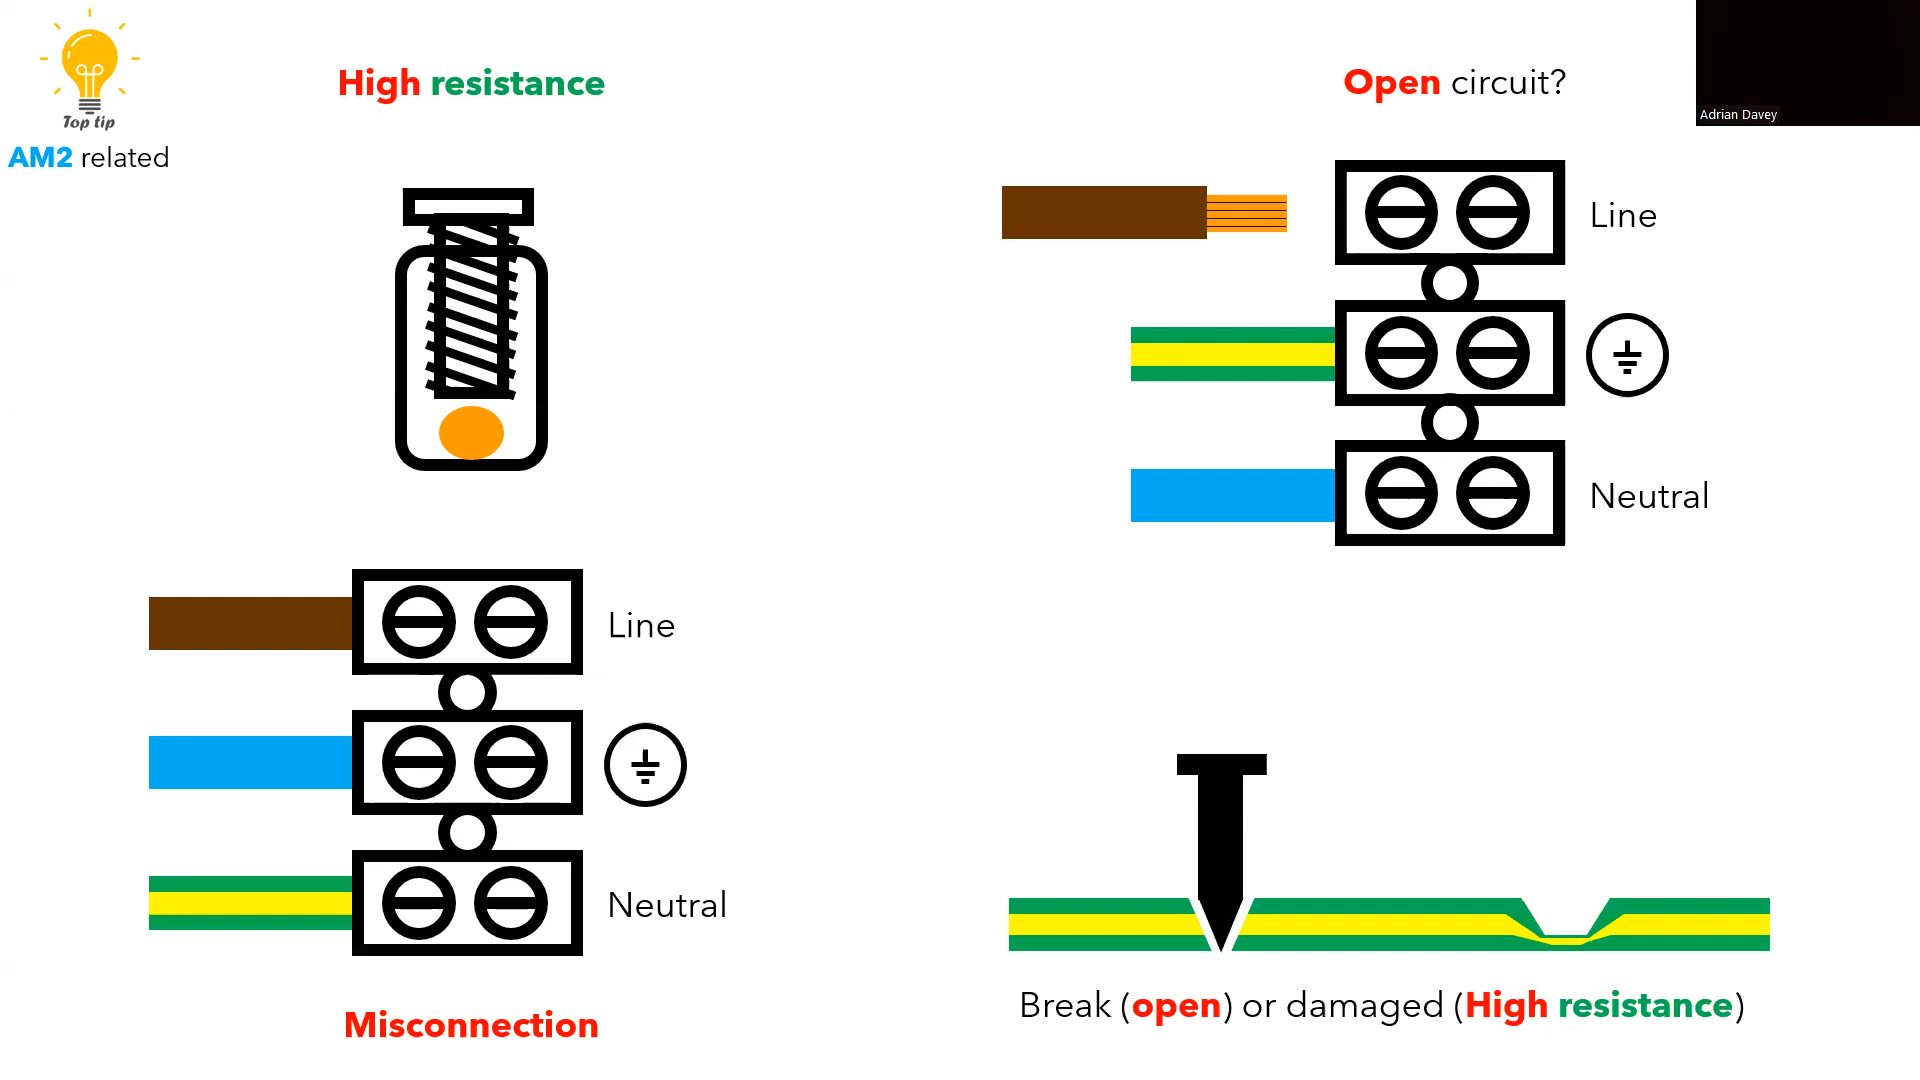 Top tip
AM2 related
High resistance
Open circuit?
Adrian Davey
Line
Neutral
Line
Neutral
Misconnection
Break (open) or damaged (High resistance)